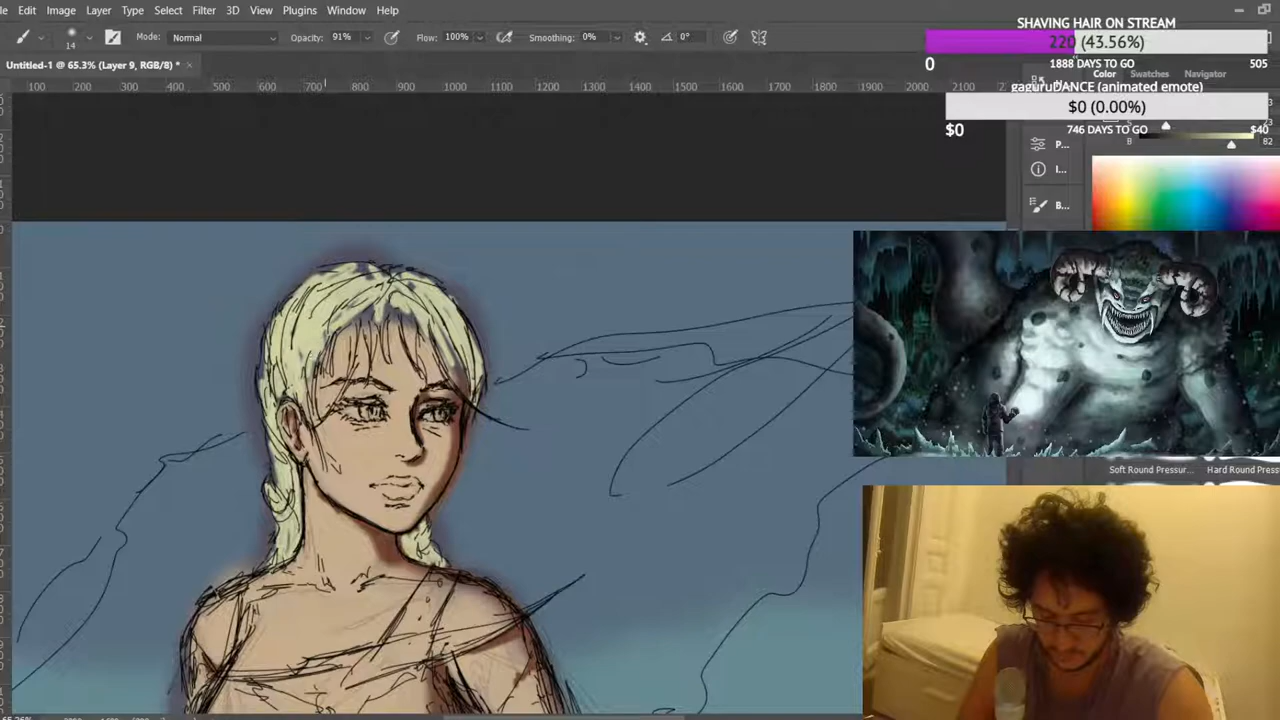 le Edit Image Layer Type Select Filter 3D View Plugins Window Help
14 Mode: Normal Opacity: 91% Flow: 100% Smoothing: 0% 0°
SHAVING HAIR ON STREAM
220 (43.56%)
0 1888 DAYS TO GO 505
Untitled-1 @ 65.3% (Layer 9, RGB/8) *
Color Swatches Navigator
gaguruDANCE (animated emote)
100 200 300 400 500 600 700 800 900 1000 1100 1200 1300 1400 1500 1600 1700 1800 1900 2000 2100
$0 (0.00%)
$0 746 DAYS TO GO $40
23
B 82
P...
I...
B...
Soft Round Pressur... Hard Round Press